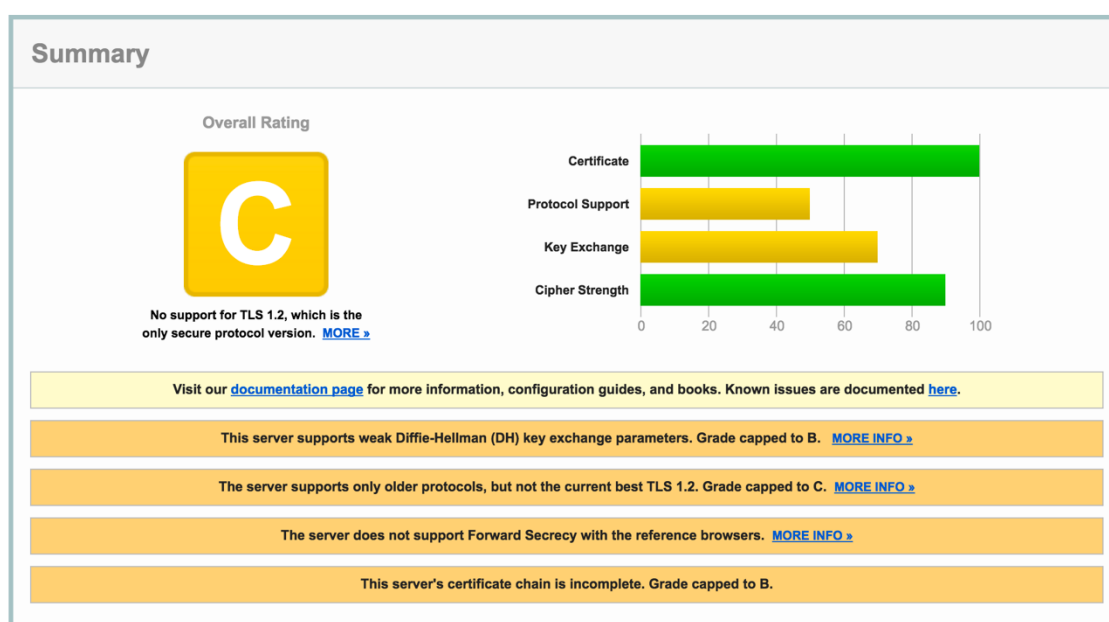 Summary
Overall Rating
C
No support for TLS 1.2, which is the
only secure protocol version. MORE »
Certificate
Protocol Support
Key Exchange
Cipher Strength
0 20 40 60 80 100
Visit our documentation page for more information, configuration guides, and books. Known issues are documented here.
This server supports weak Diffie-Hellman (DH) key exchange parameters. Grade capped to B. MORE INFO »
The server supports only older protocols, but not the current best TLS 1.2. Grade capped to C. MORE INFO »
The server does not support Forward Secrecy with the reference browsers. MORE INFO »
This server's certificate chain is incomplete. Grade capped to B.